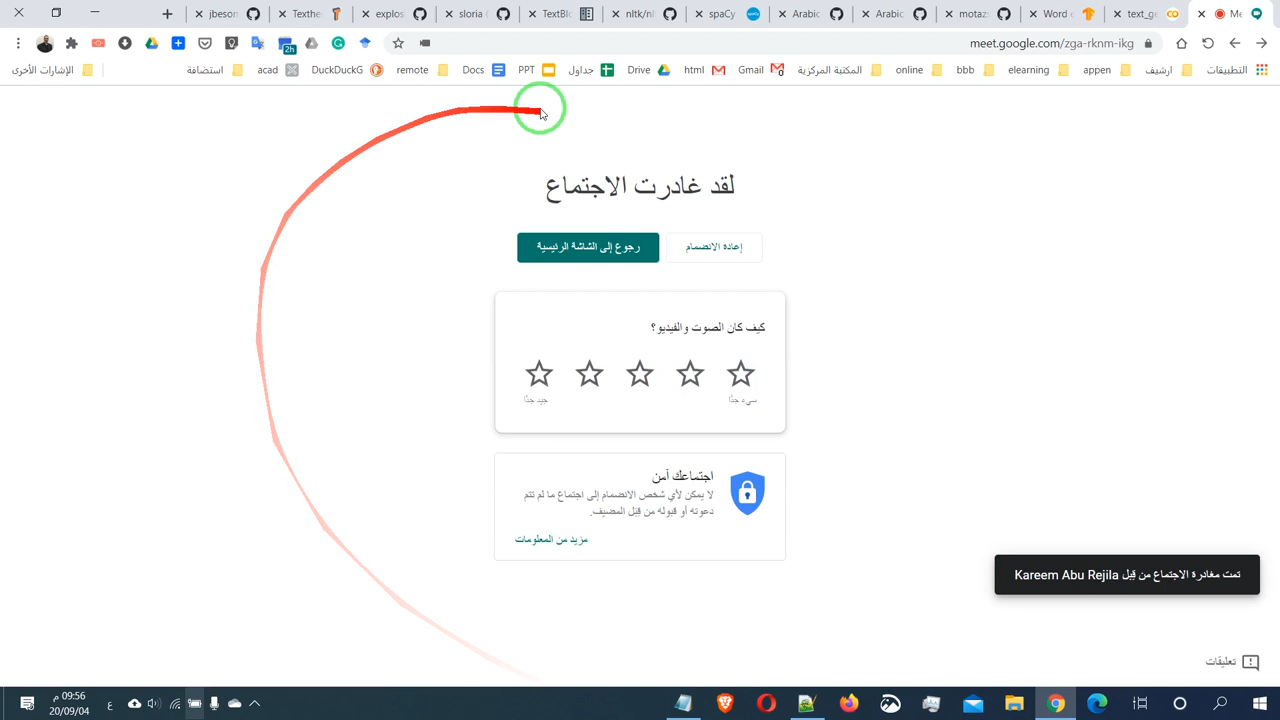 Me
text_ge
Word e
motaz
Arabic
Arabic
spaCy
nltk/nl
TextBl
sloria
explos
Texthe
jbeson
meet.google.com/zga-rknm-ikg
2h
التطبيقات
ارشيف
appen
elearning
bbb
online
المكتبة المركزية
Gmail
html
Drive
جداول
PPT
Docs
remote
DuckDuckG
acad
استضافة
الإشارات الأخرى
لقد غادرت الاجتماع
إعادة الانضمام
رجوع إلى الشاشة الرئيسية
كيف كان الصوت والفيديو؟
سيء جدًا
جيد جدًا
اجتماعك آمن
لا يمكن لأي شخص الانضمام إلى اجتماع ما لم تتم
دعوته أو قبوله من قِبل المضيف.
مزيد من المعلومات
تمت مغادرة الاجتماع من قِبل Kareem Abu Rejila
تعليقات
09:56 م
20/09/04
ع